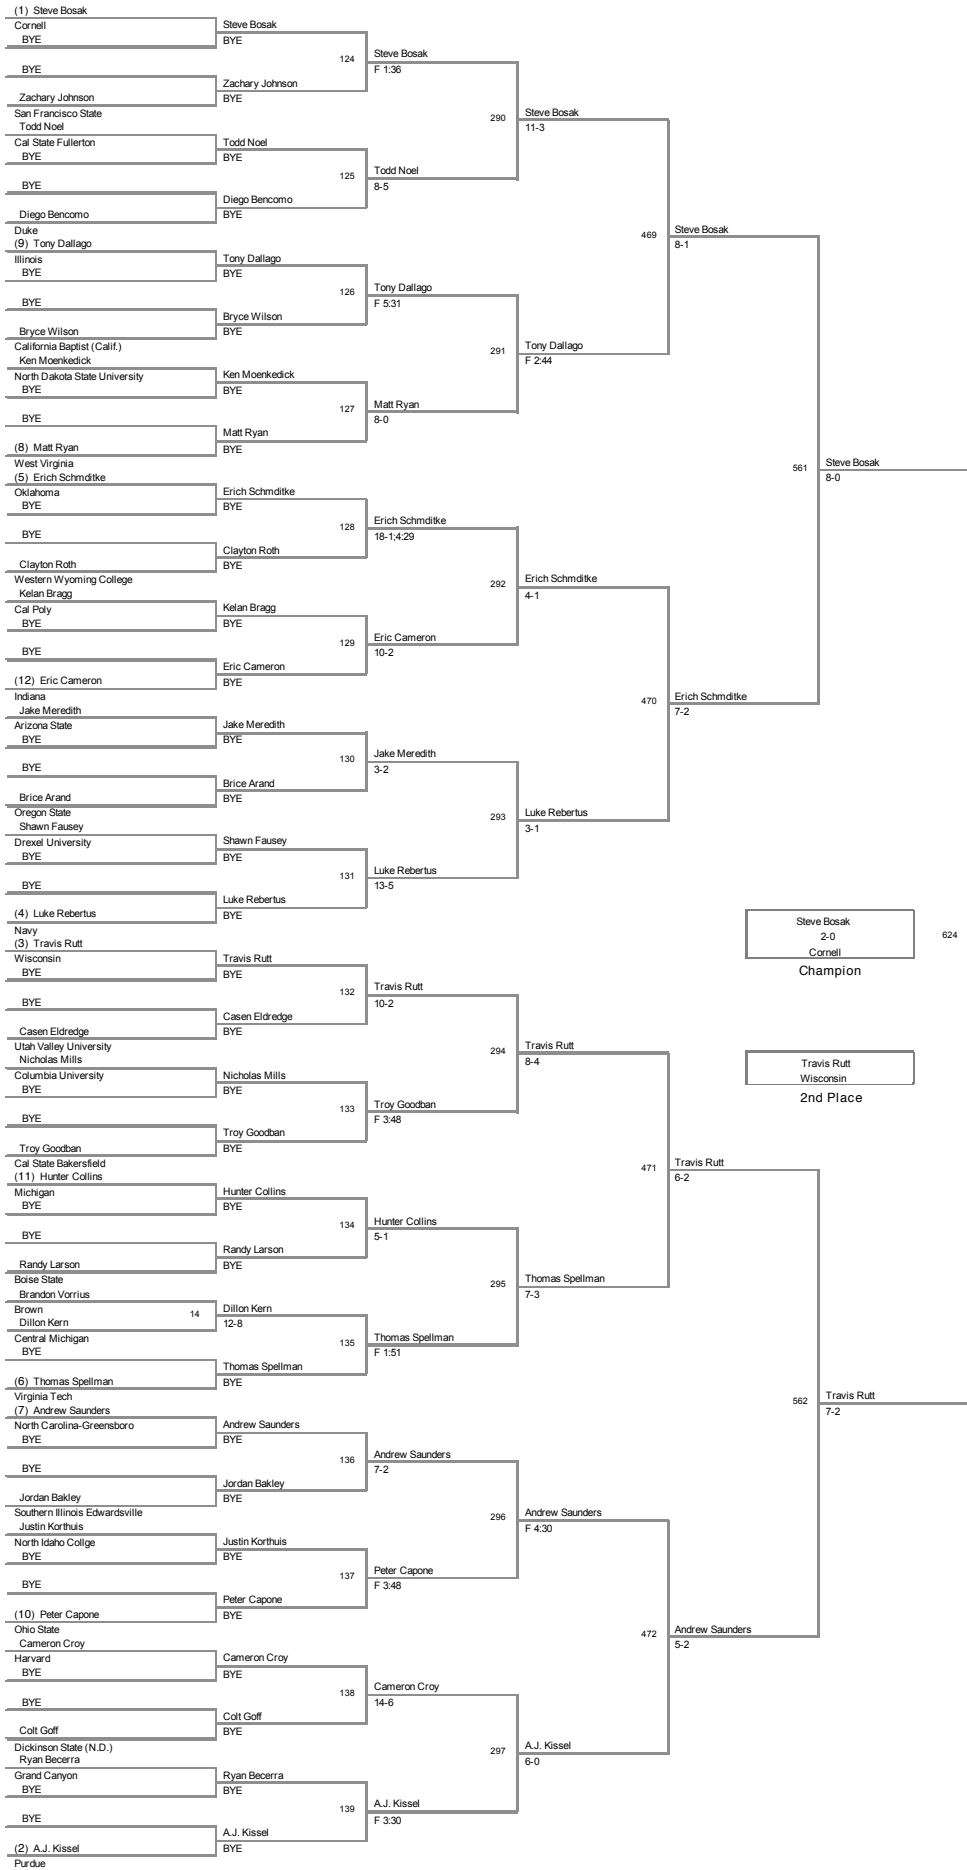 (1) Steve Bosak
Cornell
BYE
BYE
Zachary Johnson
San Francisco State
Todd Noel
Cal State Fullerton
BYE
BYE
Diego Bencomo
Duke
(9) Tony Dallago
Illinois
BYE
BYE
Bryce Wilson
California Baptist (Calif.)
Ken Moenkedick
North Dakota State University
BYE
BYE
(8) Matt Ryan
West Virginia
(5) Erich Schmditke
Oklahoma
BYE
BYE
Clayton Roth
Western Wyoming College
Kelan Bragg
Cal Poly
BYE
BYE
(12) Eric Cameron
Indiana
Jake Meredith
Arizona State
BYE
BYE
Brice Arand
Oregon State
Shawn Fausey
Drexel University
BYE
BYE
(4) Luke Rebertus
Navy
(3) Travis Rutt
Wisconsin
BYE
BYE
Casen Eldredge
Utah Valley University
Nicholas Mills
Columbia University
BYE
BYE
Troy Goodban
Cal State Bakersfield
(11) Hunter Collins
Michigan
BYE
BYE
Randy Larson
Boise State
Brandon Vorrius
Brown
14
Dillon Kern
Central Michigan
BYE
(6) Thomas Spellman
Virginia Tech
(7) Andrew Saunders
North Carolina-Greensboro
BYE
BYE
Jordan Bakley
Southern Illinois Edwardsville
Justin Korthuis
North Idaho Collge
BYE
BYE
(10) Peter Capone
Ohio State
Cameron Croy
Harvard
BYE
BYE
Colt Goff
Dickinson State (N.D.)
Ryan Becerra
Grand Canyon
BYE
BYE
(2) A.J. Kissel
Purdue
Steve Bosak
BYE
124
Zachary Johnson
BYE
Todd Noel
BYE
125
Diego Bencomo
BYE
Tony Dallago
BYE
126
Bryce Wilson
BYE
Ken Moenkedick
BYE
127
Matt Ryan
BYE
Erich Schmditke
BYE
128
Clayton Roth
BYE
Kelan Bragg
BYE
129
Eric Cameron
BYE
Jake Meredith
BYE
130
Brice Arand
BYE
Shawn Fausey
BYE
131
Luke Rebertus
BYE
Travis Rutt
BYE
132
Casen Eldredge
BYE
Nicholas Mills
BYE
133
Troy Goodban
BYE
Hunter Collins
BYE
134
Randy Larson
BYE
Dillon Kern
12-8
135
Thomas Spellman
BYE
Andrew Saunders
BYE
136
Jordan Bakley
BYE
Justin Korthuis
BYE
137
Peter Capone
BYE
Cameron Croy
BYE
138
Colt Goff
BYE
Ryan Becerra
BYE
139
A.J. Kissel
BYE
Steve Bosak
F 1:36
290
Todd Noel
8-5
Tony Dallago
F 5:31
291
Matt Ryan
8-0
Erich Schmditke
18-1;4:29
292
Eric Cameron
10-2
Jake Meredith
3-2
293
Luke Rebertus
13-5
Travis Rutt
10-2
294
Troy Goodban
F 3:48
Hunter Collins
5-1
295
Thomas Spellman
F 1:51
Andrew Saunders
7-2
296
Peter Capone
F 3:48
Cameron Croy
14-6
297
A.J. Kissel
F 3:30
Steve Bosak
11-3
469
Tony Dallago
F 2:44
Erich Schmditke
4-1
470
Luke Rebertus
3-1
Travis Rutt
8-4
471
Thomas Spellman
7-3
Andrew Saunders
F 4:30
472
A.J. Kissel
6-0
Steve Bosak
8-1
561
Erich Schmditke
7-2
Travis Rutt
6-2
562
Andrew Saunders
5-2
Steve Bosak
8-0
Travis Rutt
7-2
Steve Bosak
2-0
Cornell
624
Champion
Travis Rutt
Wisconsin
2nd Place